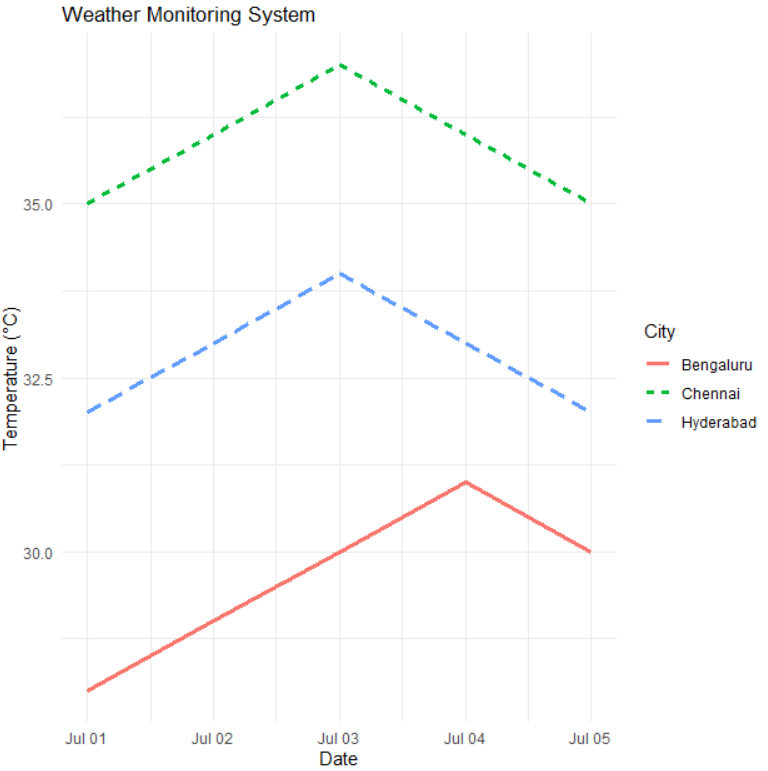 Weather Monitoring System
Temperature (°C)
35.0
32.5
30.0
Jul 01
Jul 02
Jul 03
Jul 04
Jul 05
Date
City
Bengaluru
Chennai
Hyderabad